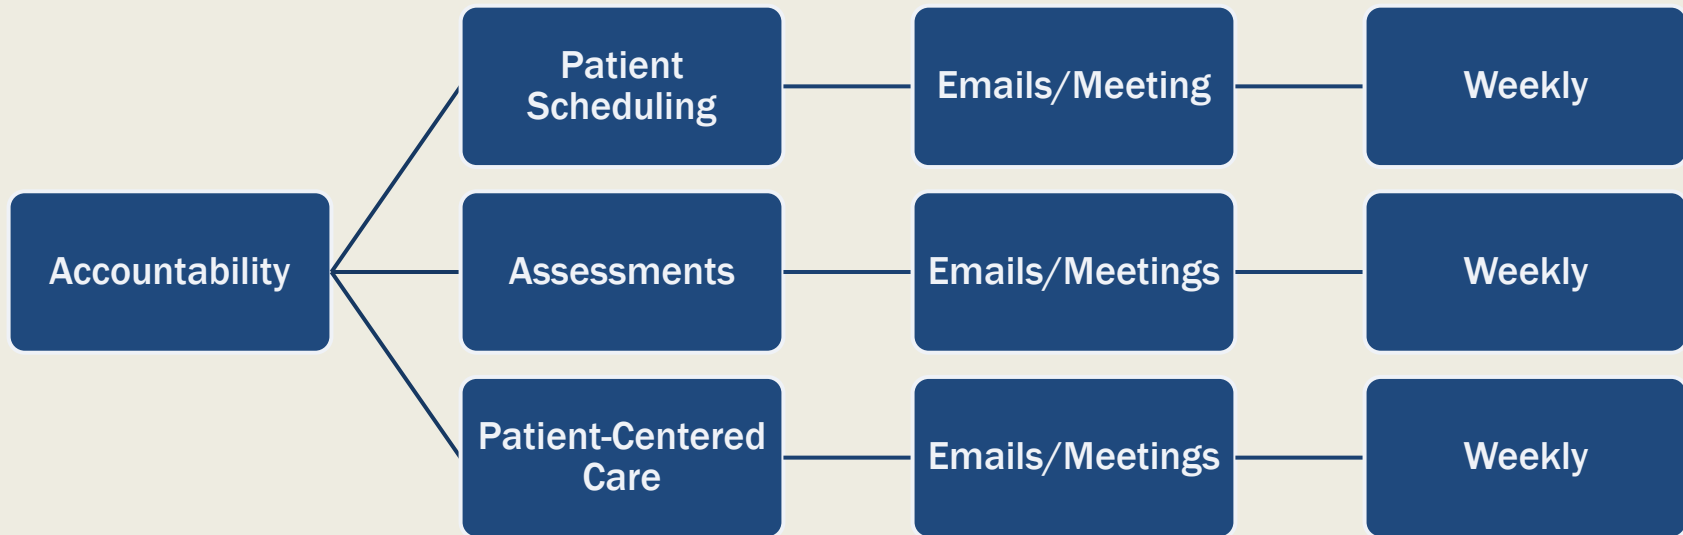 Patient
Scheduling
Emails/Meeting
Weekly
Accountability
Assessments
Emails/Meetings
Weekly
Patient-Centered
Care
Emails/Meetings
Weekly